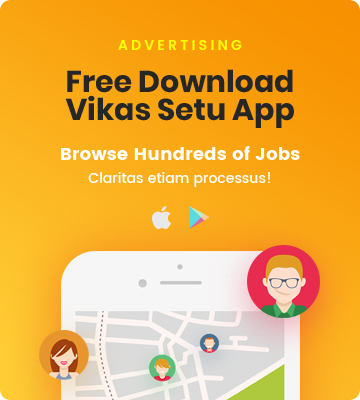 ADVERTISING
Free Download
Vikas Setu App
Browse Hundreds of Jobs
Claritas etiam processus!